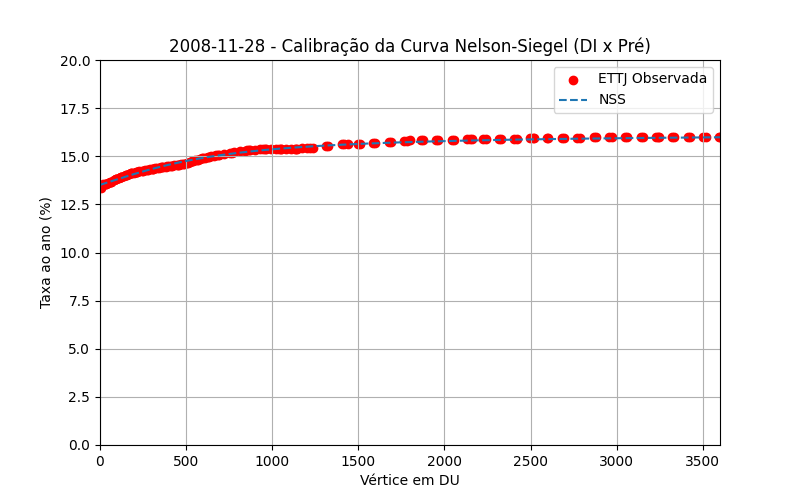 2008-11-28 - Calibração da Curva Nelson-Siegel (DI x Pré)
ETTJ Observada
NSS
Taxa ao ano (%)
20.0
17.5
15.0
12.5
10.0
7.5
5.0
2.5
0.0
0 500 1000 1500 2000 2500 3000 3500
Vértice em DU